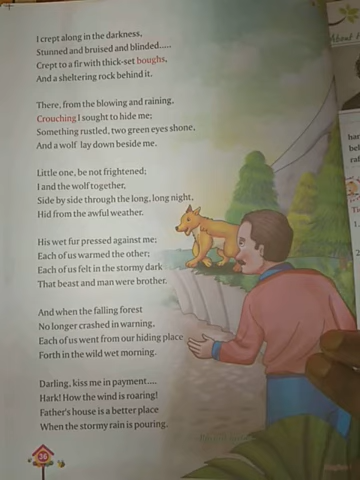 I crept along in the darkness,
Stunned and bruised and blinded.....
Crept to a fir with thick-set boughs,
And a sheltering rock behind it.
There, from the blowing and raining,
Crouching I sought to hide me;
Something rustled, two green eyes shone,
And a wolf lay down beside me.
Little one, be not frightened;
I and the wolf together,
Side by side through the long, long night,
Hid from the awful weather.
His wet fur pressed against me;
Each of us warmed the other;
Each of us felt in the stormy dark
That beast and man were brother.
And when the falling forest
No longer crashed in warning,
Each of us went from our hiding place
Forth in the wild wet morning.
Darling, kiss me in payment....
Hark! How the wind is roaring!
Father's house is a better place
When the stormy rain is pouring.
36
About
1.
2